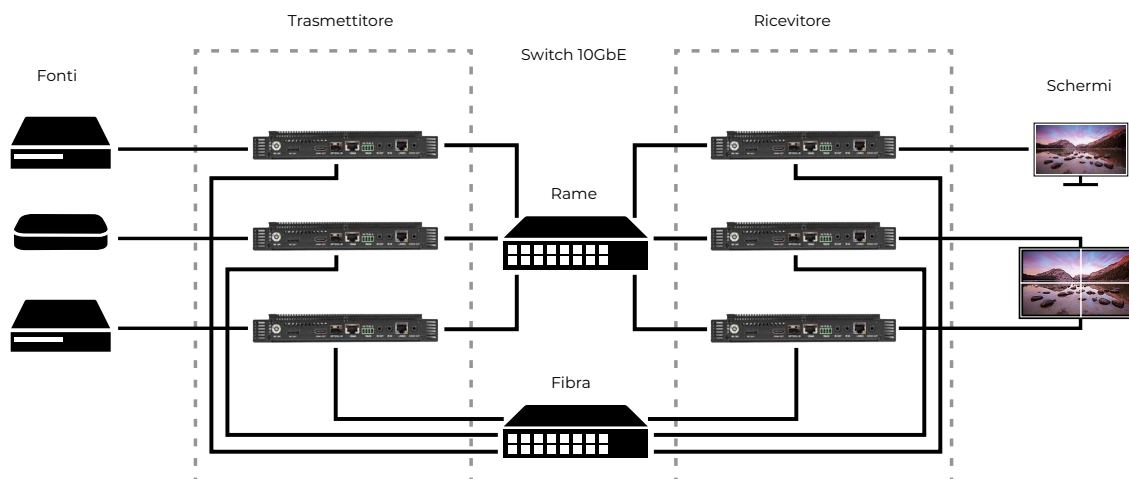 Trasmettitore
Ricevitore
Switch 10GbE
Fonti
Schermi
Rame
Fibra